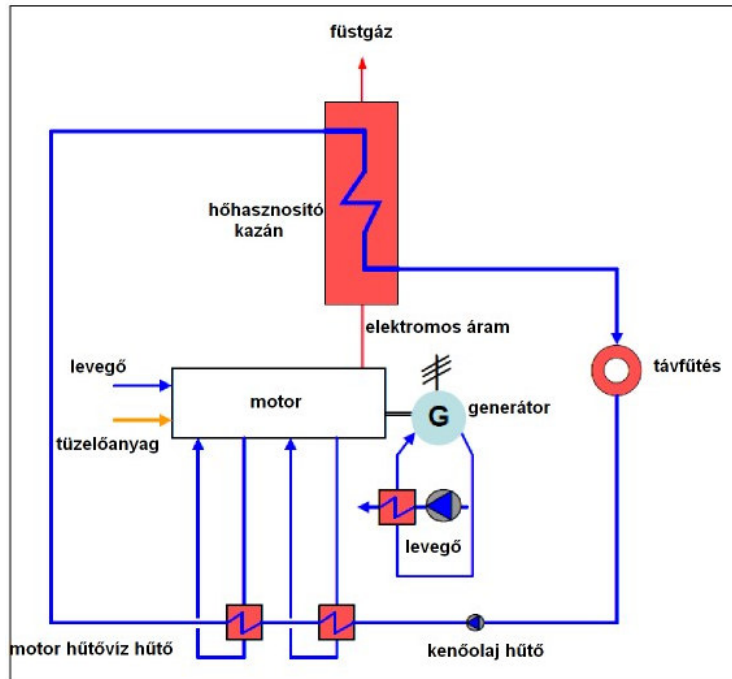 füstgáz
hőhasznosító
kazán
elektromos áram
levegő
motor
G
generátor
távfűtés
tüzelőanyag
levegő
motor hűtővíz hűtő
kenőolaj hűtő